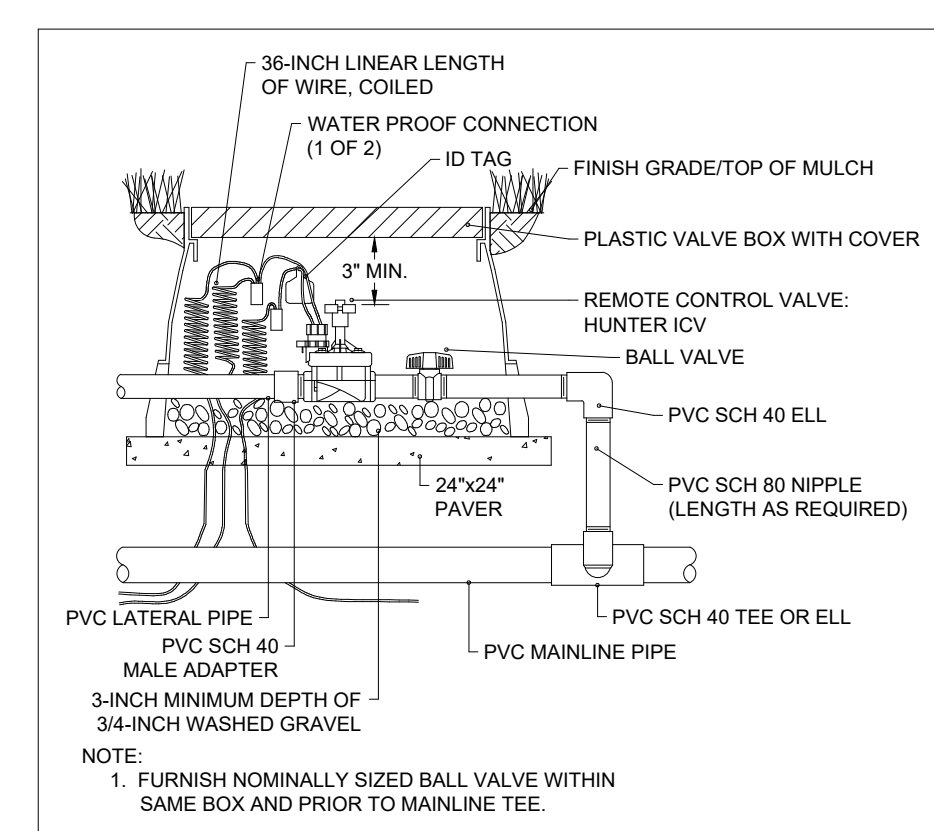 36-INCH LINEAR LENGTH
OF WIRE, COILED
WATER PROOF CONNECTION
(1 OF 2)
ID TAG
FINISH GRADE/TOP OF MULCH
PLASTIC VALVE BOX WITH COVER
3" MIN.
REMOTE CONTROL VALVE:
HUNTER ICV
BALL VALVE
PVC SCH 40 ELL
24"x24"
PAVER
PVC SCH 80 NIPPLE
(LENGTH AS REQUIRED)
PVC LATERAL PIPE
PVC SCH 40 TEE OR ELL
PVC SCH 40
MALE ADAPTER
PVC MAINLINE PIPE
3-INCH MINIMUM DEPTH OF
3/4-INCH WASHED GRAVEL
NOTE:
1. FURNISH NOMINALLY SIZED BALL VALVE WITHIN
SAME BOX AND PRIOR TO MAINLINE TEE.